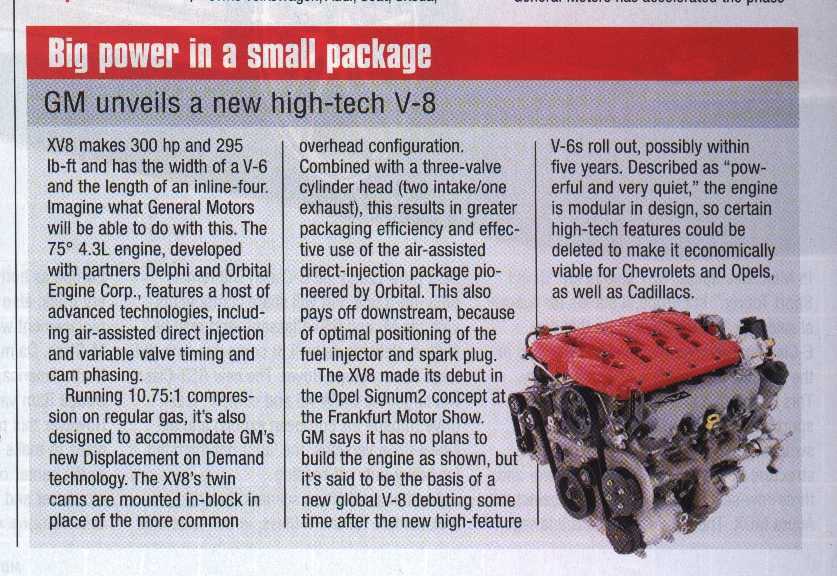 Big power in a small package
GM unveils a new high-tech V-8
XV8 makes 300 hp and 295
lb-ft and has the width of a V-6
and the length of an inline-four.
Imagine what General Motors
will be able to do with this. The
75° 4.3L engine, developed
with partners Delphi and Orbital
Engine Corp., features a host of
advanced technologies, includ-
ing air-assisted direct injection
and variable valve timing and
cam phasing.
Running 10.75:1 compres-
sion on regular gas, it's also
designed to accommodate GM's
new Displacement on Demand
technology. The XV8's twin
cams are mounted in-block in
place of the more common
overhead configuration.
Combined with a three-valve
cylinder head (two intake/one
exhaust), this results in greater
packaging efficiency and effec-
tive use of the air-assisted
direct-injection package pio-
neered by Orbital. This also
pays off downstream, because
of optimal positioning of the
fuel injector and spark plug.
The XV8 made its debut in
the Opel Signum2 concept at
the Frankfurt Motor Show.
GM says it has no plans to
build the engine as shown, but
it's said to be the basis of a
new global V-8 debuting some
time after the new high-feature
V-6s roll out, possibly within
five years. Described as “pow-
erful and very quiet,” the engine
is modular in design, so certain
high-tech features could be
deleted to make it economically
viable for Chevrolets and Opels,
as well as Cadillacs.